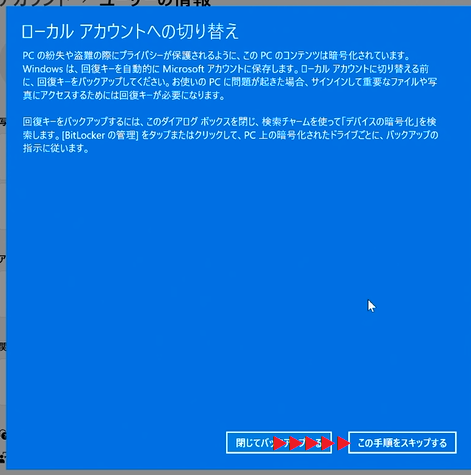 アカウント > ユーザーの情報
ローカル アカウントへの切り替え
PC の紛失や盗難の際にプライバシーが保護されるように、この PC のコンテンツは暗号化されています。
Windows は、回復キーを自動的に Microsoft アカウントに保存します。ローカル アカウントに切り替える前
に、回復キーをバックアップしてください。お使いの PC に問題が起きた場合、サインインして重要なファイルや写
真にアクセスするためには回復キーが必要になります。
回復キーをバックアップするには、このダイアログ ボックスを閉じ、検索チャームを使って「デバイスの暗号化」を検
索します。[BitLocker の管理] をタップまたはクリックして、PC 上の暗号化されたドライブごとに、バックアップの
指示に従います。
閉じてバ
この手順をスキップする